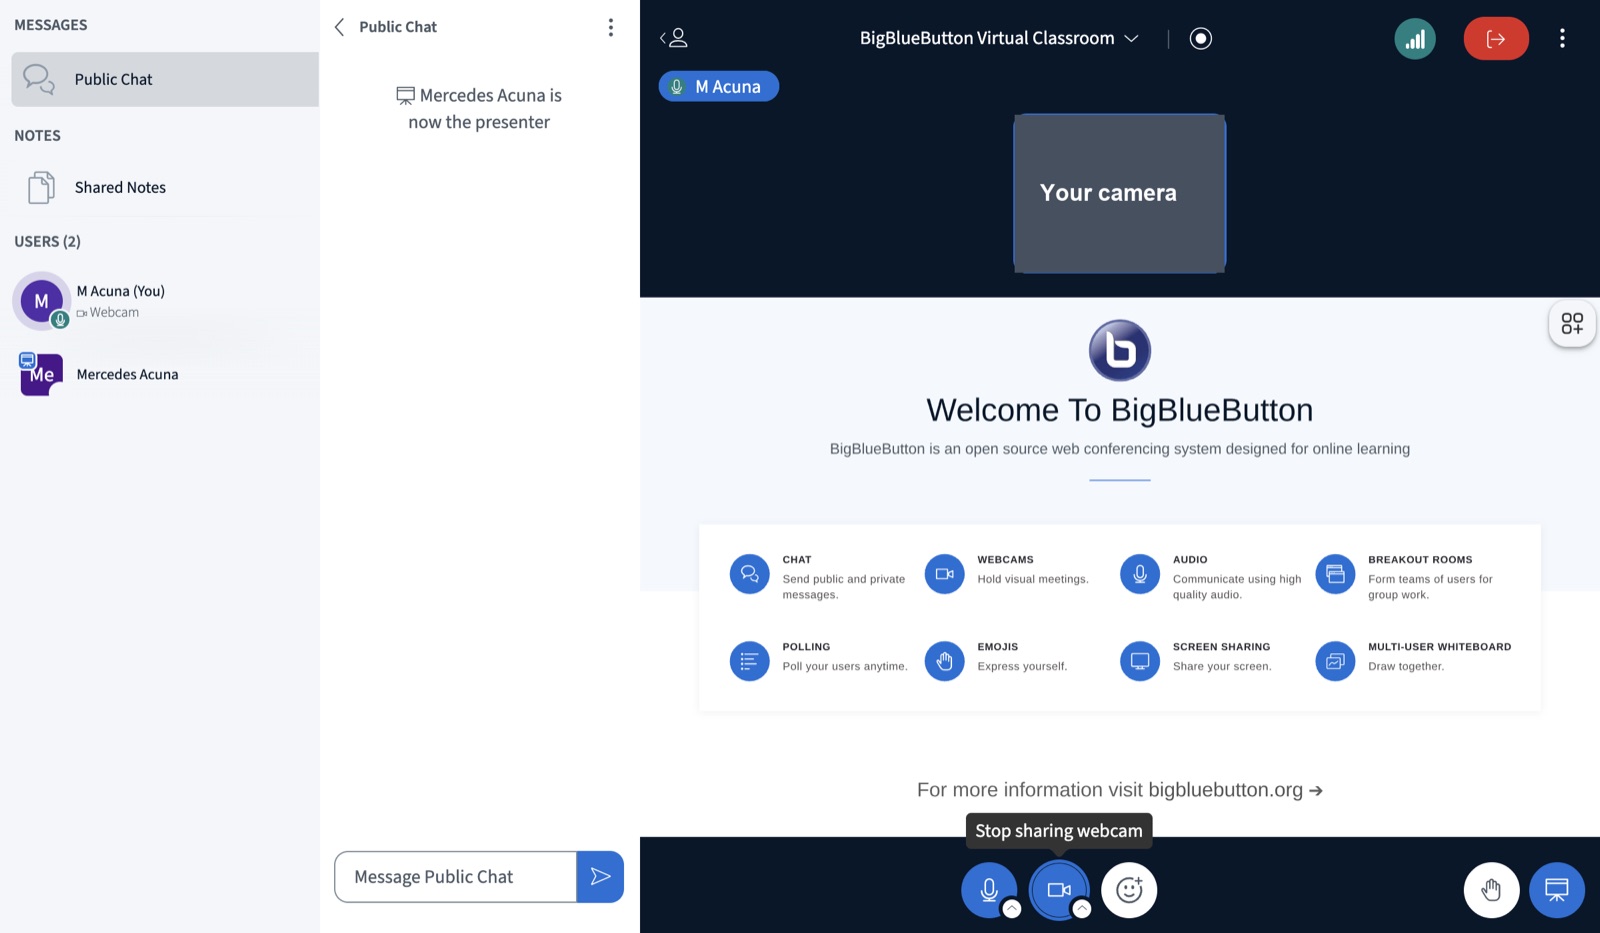 MESSAGES
Public Chat
NOTES
Shared Notes
USERS (2)
M
M Acuna (You)
Webcam
Me
Mercedes Acuna
Public Chat
Mercedes Acuna is
now the presenter
Message Public Chat
BigBlueButton Virtual Classroom
M Acuna
Your camera
b
Welcome To BigBlueButton
BigBlueButton is an open source web conferencing system designed for online learning
CHAT
Send public and private
messages.
WEBCAMS
Hold visual meetings.
AUDIO
Communicate using high
quality audio.
BREAKOUT ROOMS
Form teams of users for
group work.
POLLING
Poll your users anytime.
EMOJIS
Express yourself.
SCREEN SHARING
Share your screen.
MULTI-USER WHITEBOARD
Draw together.
For more information visit bigbluebutton.org →
Stop sharing webcam